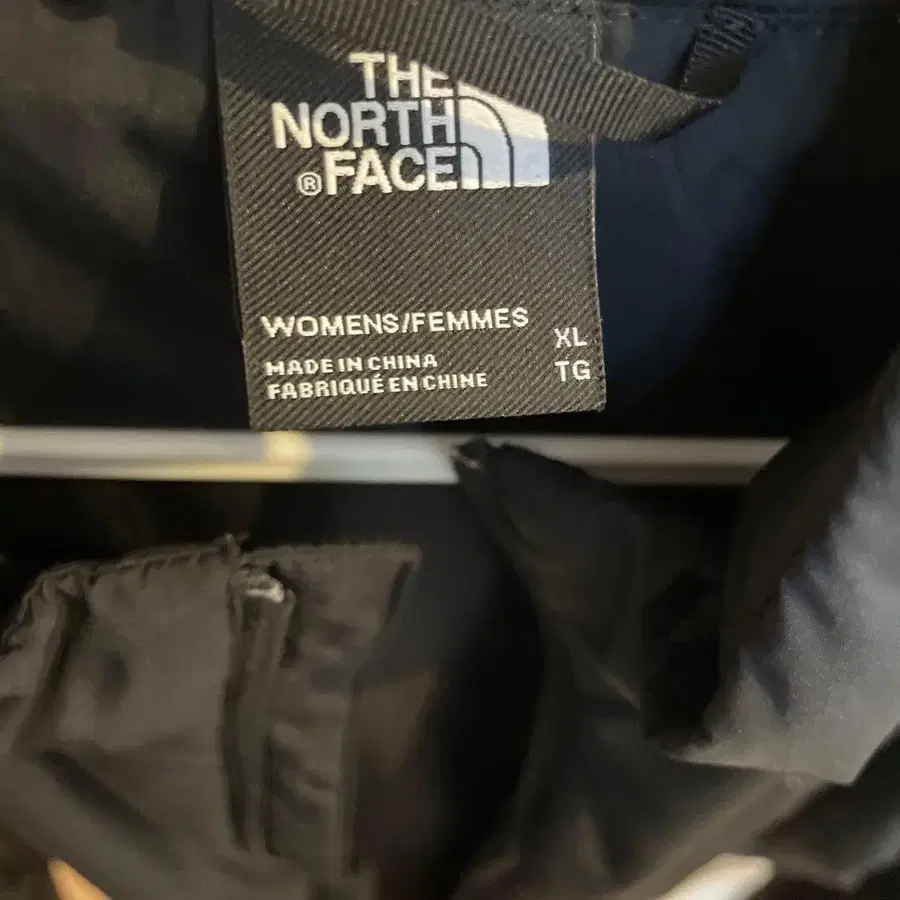 THE
NORTH
® FACE
WOMENS/FEMMES
XL
MADE IN CHINA
TG
FABRIQUÉ EN CHINE